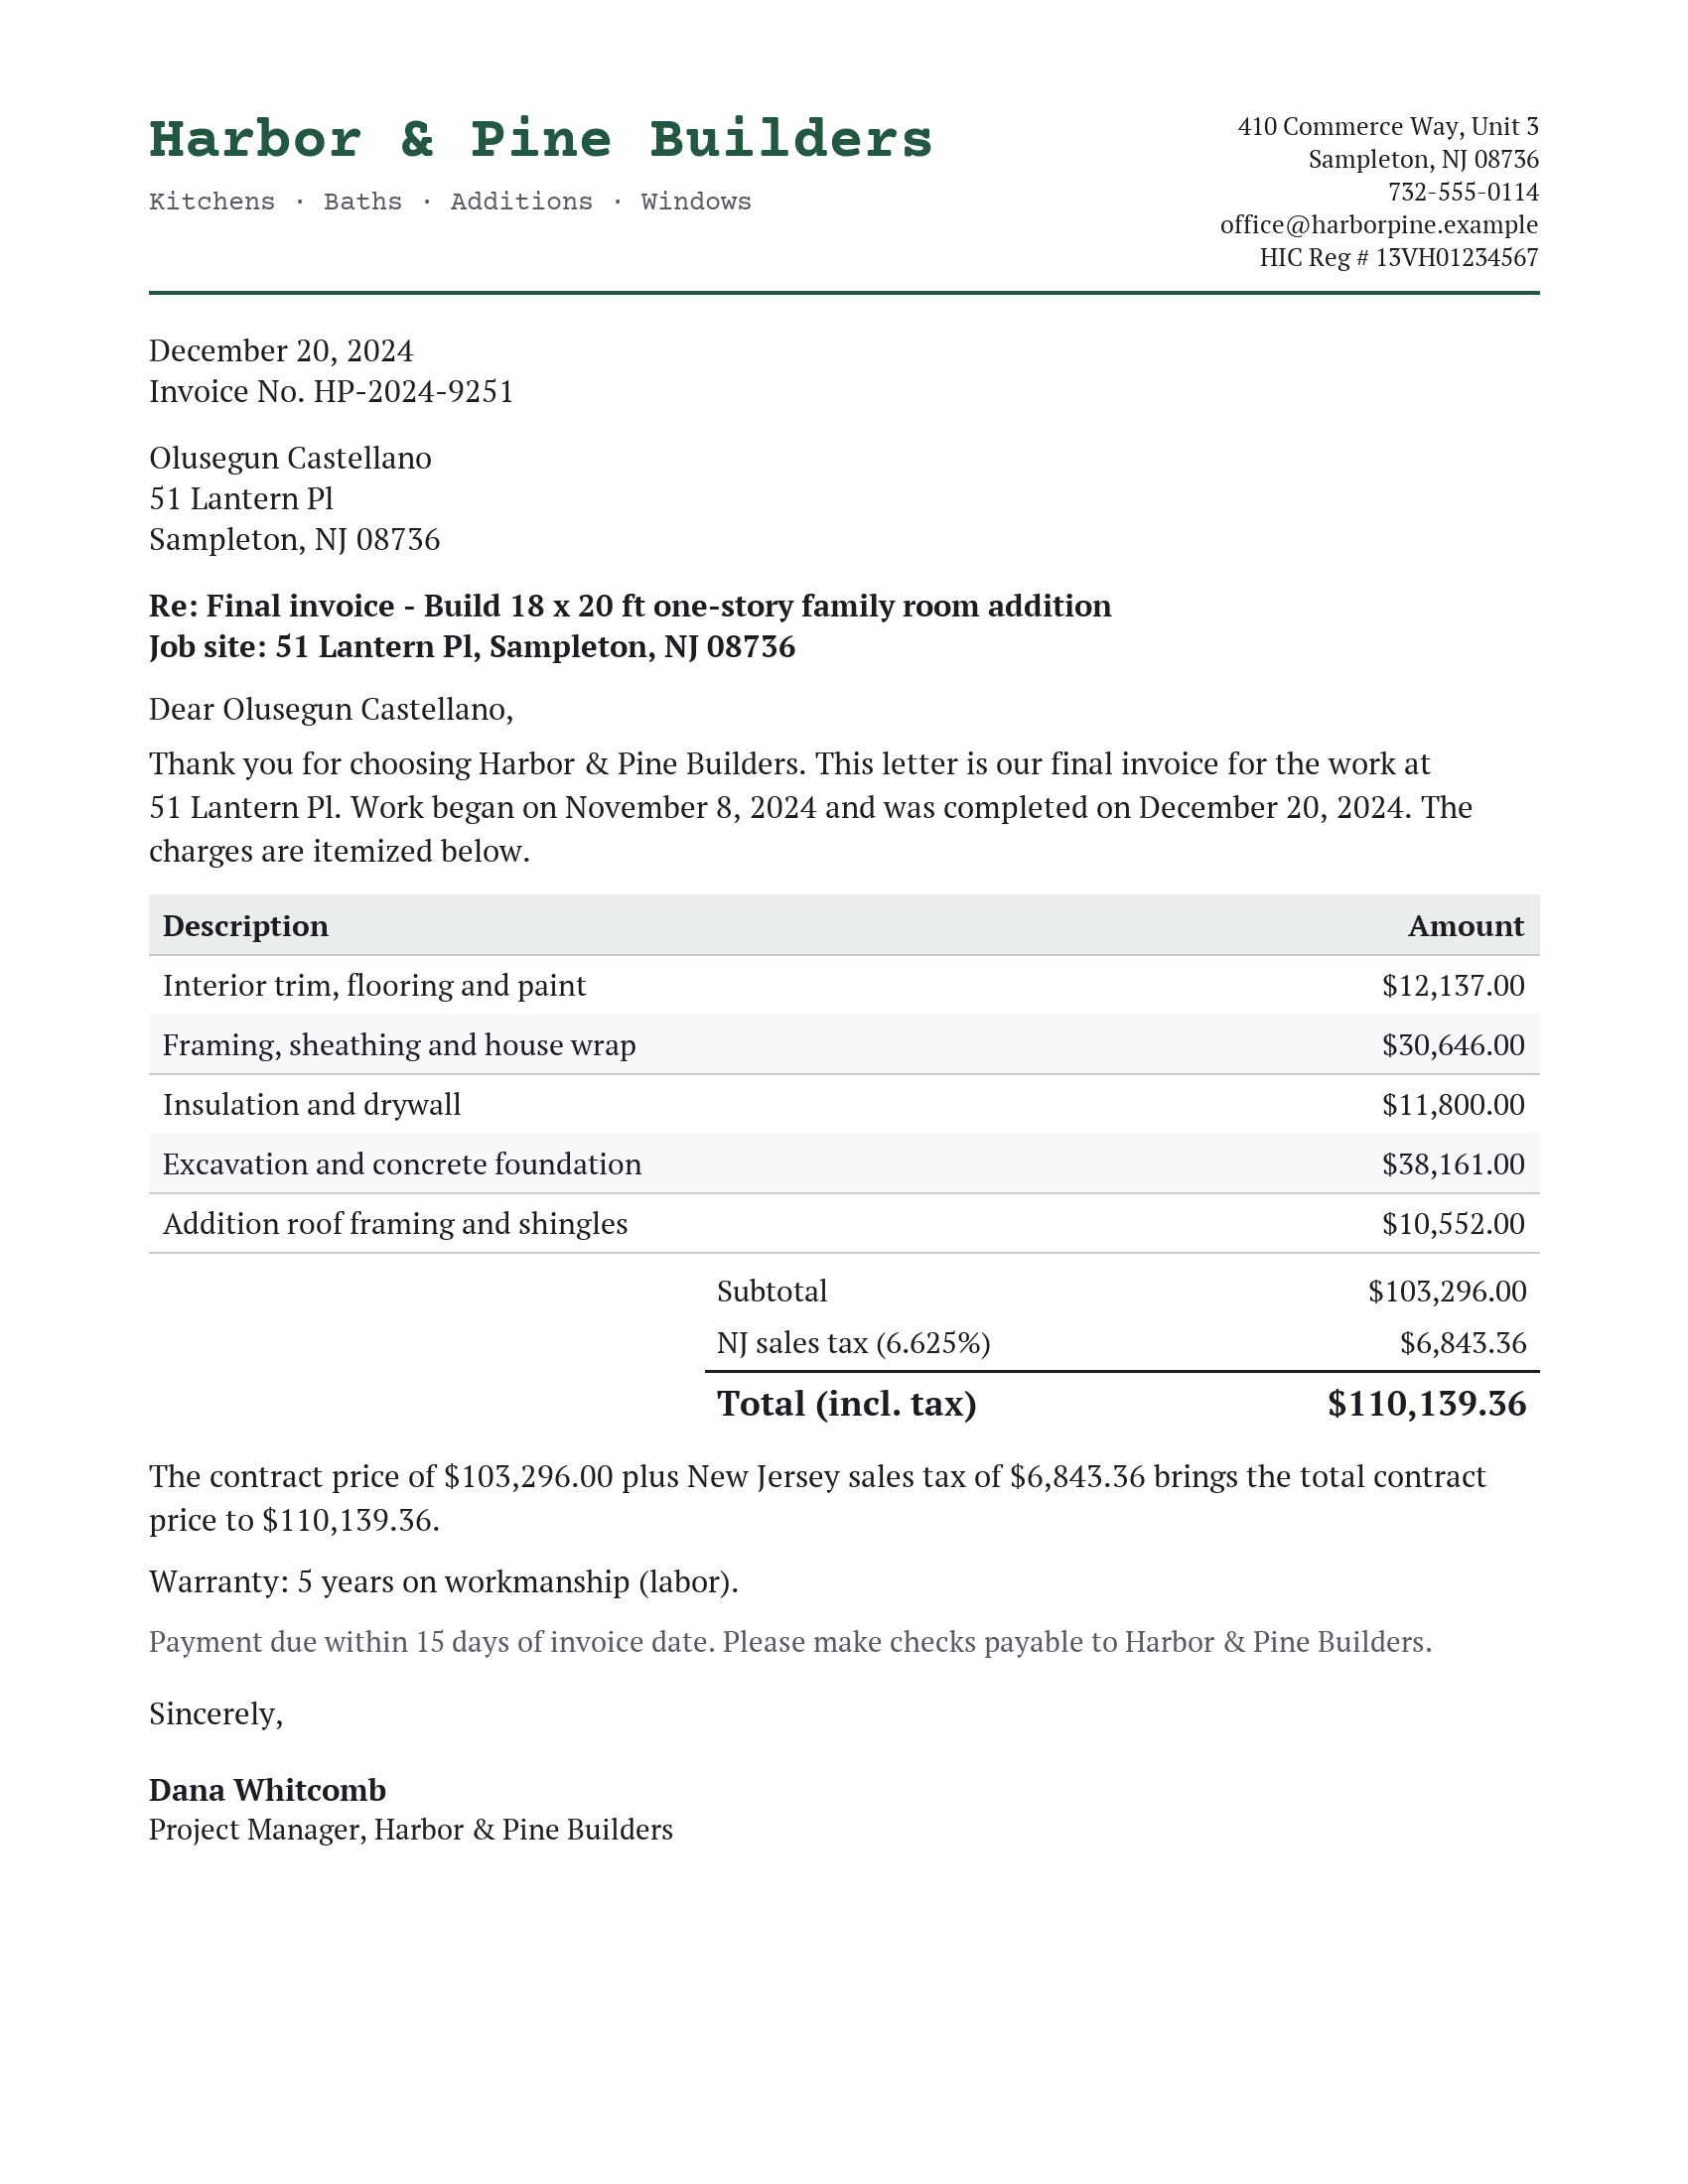 Harbor & Pine Builders
Kitchens · Baths · Additions · Windows
410 Commerce Way, Unit 3
Sampleton, NJ 08736
732-555-0114
office@harborpine.example
HIC Reg # 13VH01234567
December 20, 2024
Invoice No. HP-2024-9251
Olusegun Castellano
51 Lantern Pl
Sampleton, NJ 08736
Re: Final invoice - Build 18 x 20 ft one-story family room addition
Job site: 51 Lantern Pl, Sampleton, NJ 08736
Dear Olusegun Castellano,
Thank you for choosing Harbor & Pine Builders. This letter is our final invoice for the work at
51 Lantern Pl. Work began on November 8, 2024 and was completed on December 20, 2024. The
charges are itemized below.
Description Amount
Interior trim, flooring and paint $12,137.00
Framing, sheathing and house wrap $30,646.00
Insulation and drywall $11,800.00
Excavation and concrete foundation $38,161.00
Addition roof framing and shingles $10,552.00
Subtotal $103,296.00
NJ sales tax (6.625%) $6,843.36
Total (incl. tax) $110,139.36
The contract price of $103,296.00 plus New Jersey sales tax of $6,843.36 brings the total contract
price to $110,139.36.
Warranty: 5 years on workmanship (labor).
Payment due within 15 days of invoice date. Please make checks payable to Harbor & Pine Builders.
Sincerely,
Dana Whitcomb
Project Manager, Harbor & Pine Builders